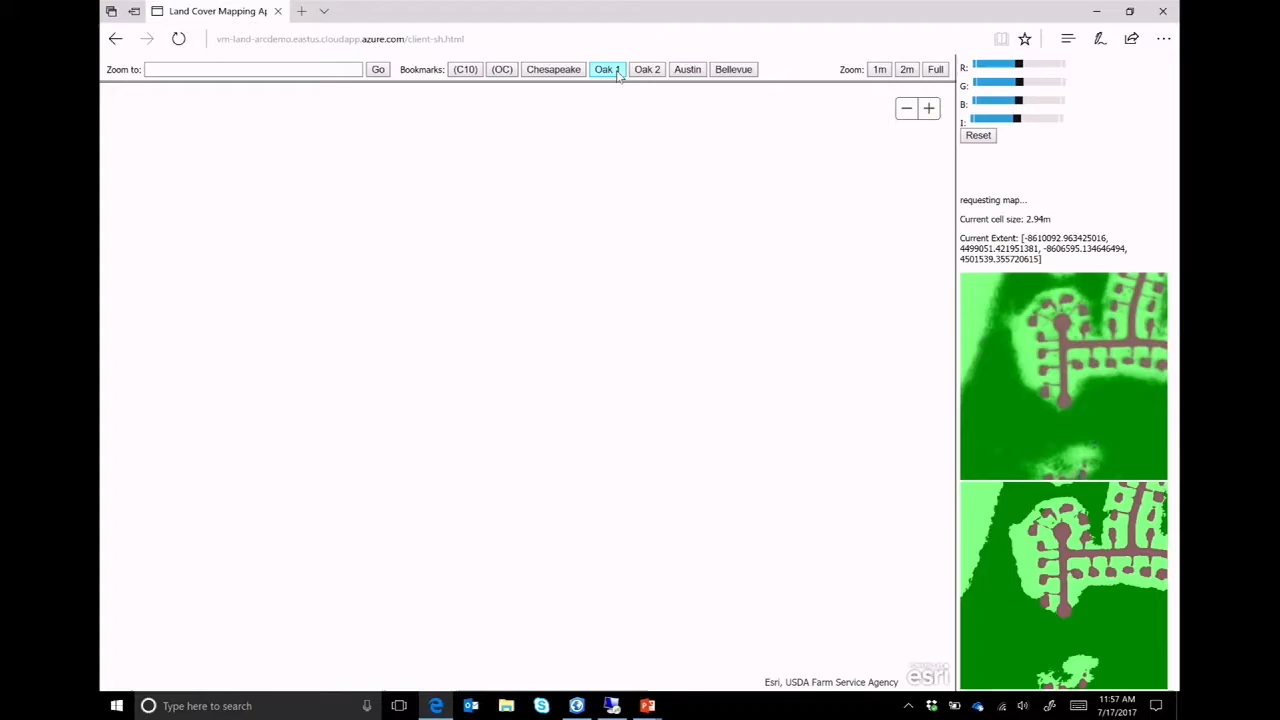 Land Cover Mapping Ap
vm-land-arcdemo.eastus.cloudapp.azure.com/client-sh.html
Zoom to: Go Bookmarks: (C10) (OC) Chesapeake Oak 1 Oak 2 Austin Bellevue Zoom: 1m 2m Full
R:
G:
B:
I:
Reset
requesting map...
Current cell size: 2.94m
Current Extent: [-8610092.963425016,
4499051.421951381, -8606595.134646494,
4501539.355720615]
Esri, USDA Farm Service Agency
esri
Type here to search
11:57 AM
7/17/2017